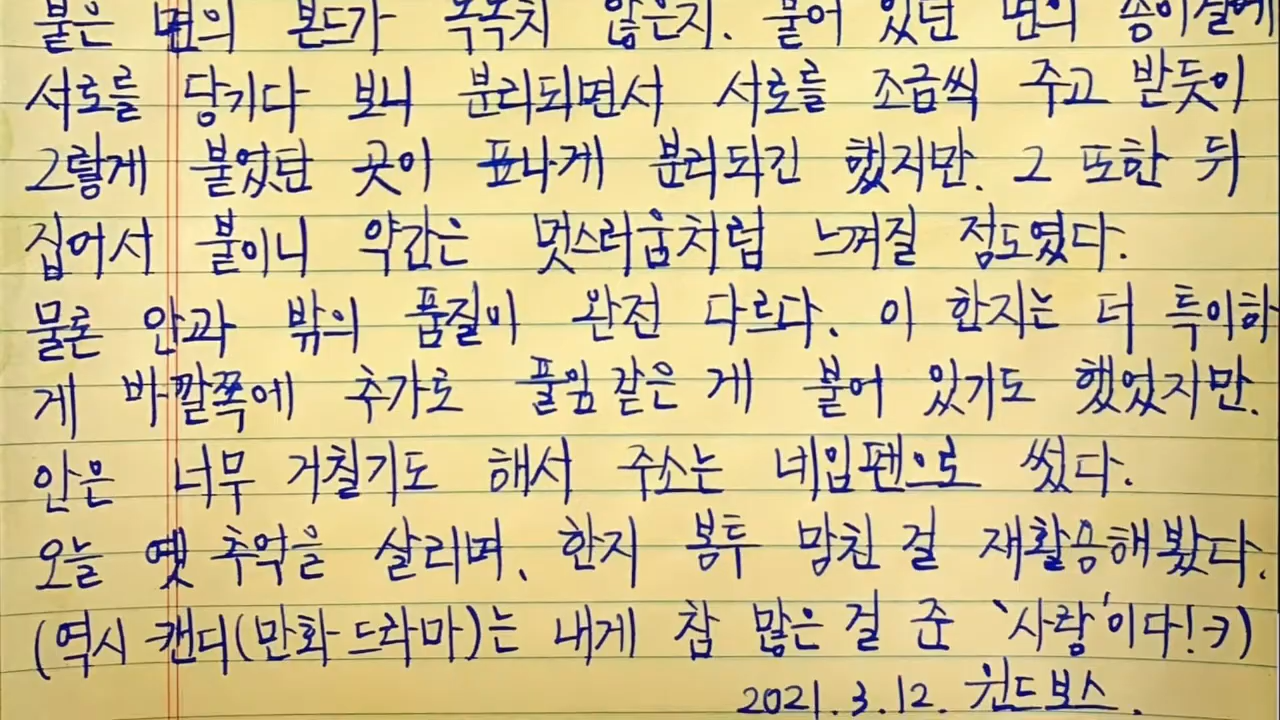 붙은 면의 본드가 녹녹치 않은지. 붙어 있던 면의 종이살에
서로를 당기다 보니 분리되면서 서로를 조금씩 주고 받듯이
그렇게 붙었던 곳이 표나게 분리되긴 했지만. 그 또한 뒤
집어서 붙이니 약간은 멋스러움처럼 느껴질 정도였다.
물론 안과 밖의 품질이 완전 다르다. 이 한지는 더 특이하
게 바깥쪽에 추가로 풀잎같은 게 붙어 있기도 했었지만.
안은 너무 거칠기도 해서 주소는 네임펜으로 썼다.
오늘 옛 추억을 살리며, 한지 봉투 망친 걸 재활용해봤다.
(역시 캔디(만화 드라마)는 내게 참 많은 걸 준 '사랑'이다!ㅋ)
2021.3.12. 윈드보스.